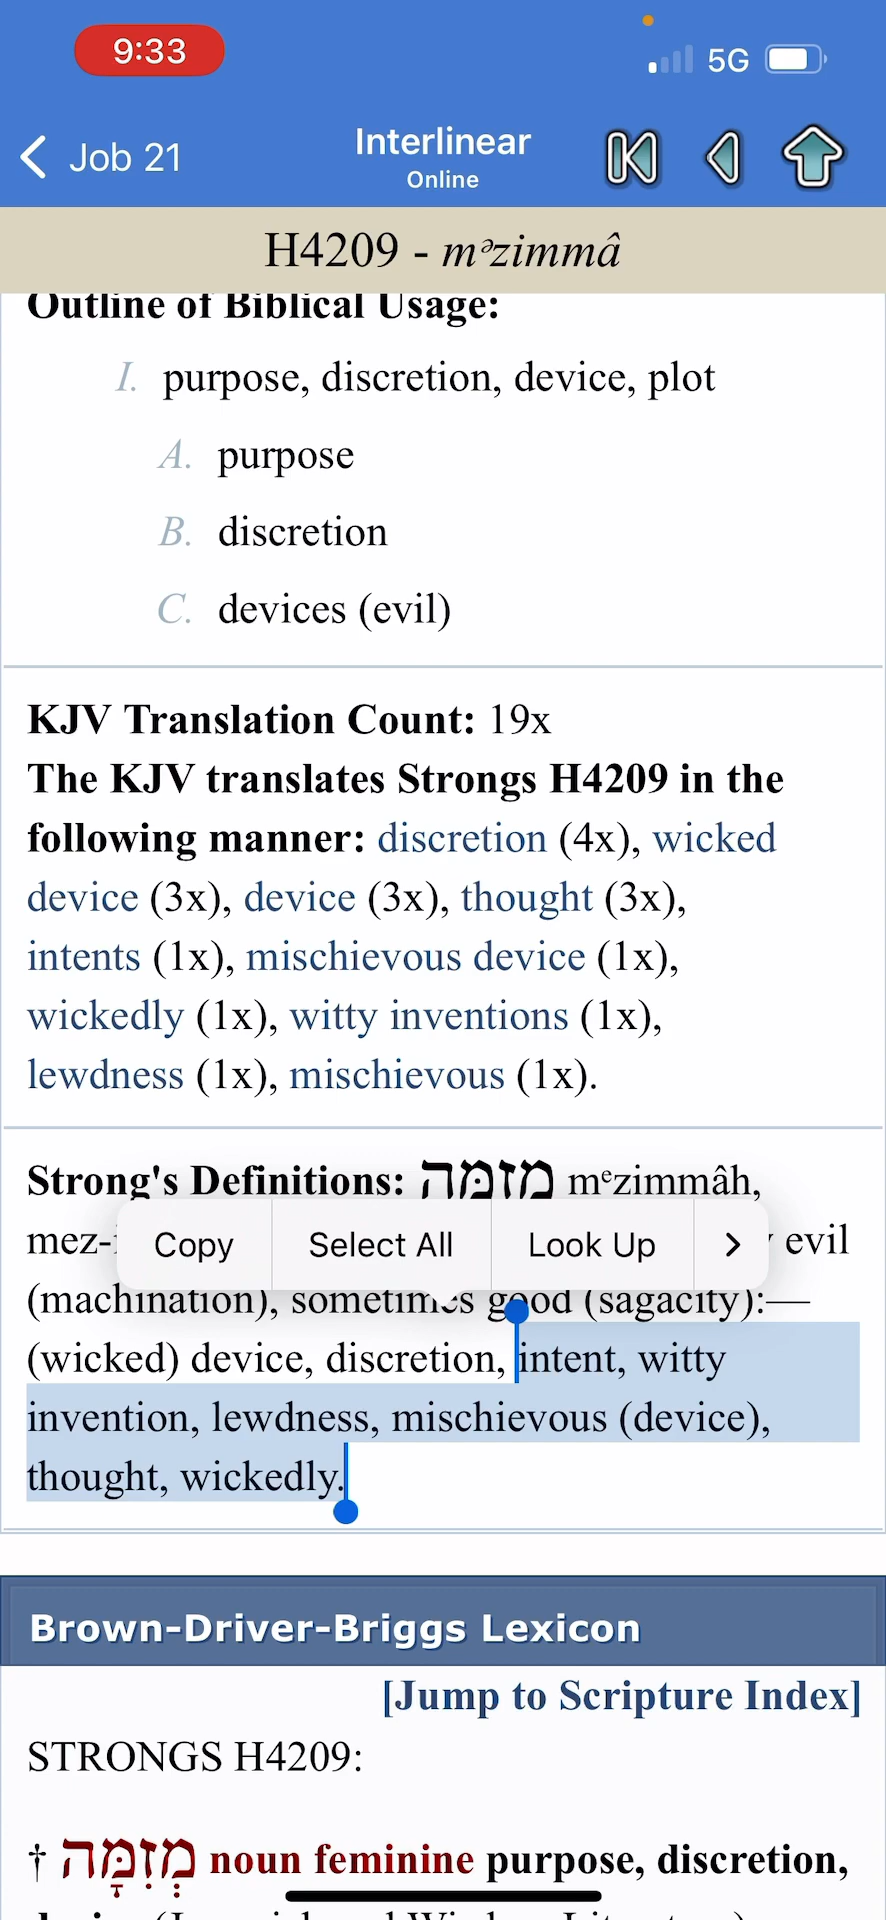 9:33
5G
Job 21
Interlinear
Online
H4209 - mᵊzimmâ
Outline of Biblical Usage:
I. purpose, discretion, device, plot
A. purpose
B. discretion
C. devices (evil)
KJV Translation Count: 19x
The KJV translates Strongs H4209 in the
following manner: discretion (4x), wicked
device (3x), device (3x), thought (3x),
intents (1x), mischievous device (1x),
wickedly (1x), witty inventions (1x),
lewdness (1x), mischievous (1x).
Strong's Definitions: מזמּה mᵉzimmâh,
mez- evil
Copy
Select All
Look Up
(machination), sometimes good (sagacity):—
(wicked) device, discretion, intent, witty
invention, lewdness, mischievous (device),
thought, wickedly.
Brown-Driver-Briggs Lexicon
[Jump to Scripture Index]
STRONGS H4209:
† מְזִמָּה noun feminine purpose, discretion,